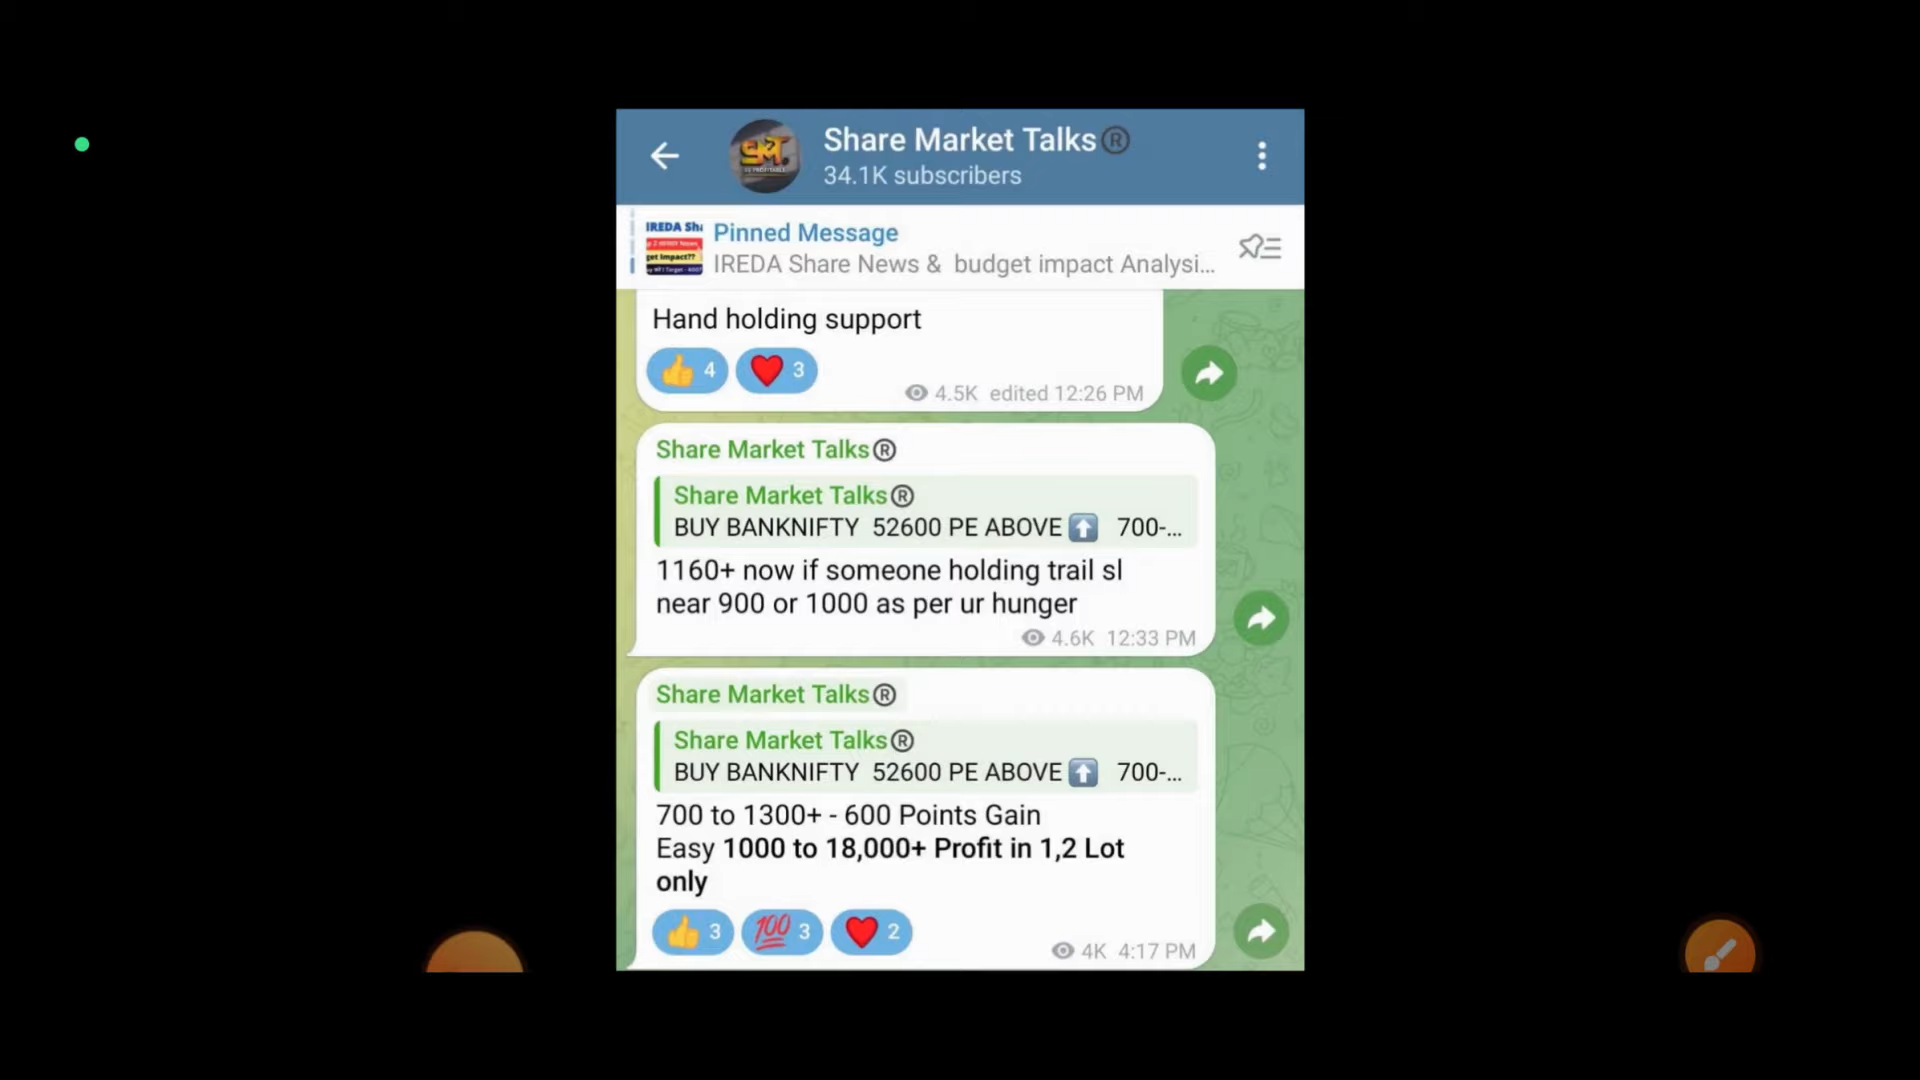 Share Market Talks®
34.1K subscribers
IREDA Sh
Pinned Message
get Impact??
IREDA Share News & budget impact Analysi...
Hand holding support
👍 4 ❤️ 3
4.5K edited 12:26 PM
Share Market Talks®
Share Market Talks®
BUY BANKNIFTY 52600 PE ABOVE ⬆️ 700-...
1160+ now if someone holding trail sl
near 900 or 1000 as per ur hunger
4.6K 12:33 PM
Share Market Talks®
Share Market Talks®
BUY BANKNIFTY 52600 PE ABOVE ⬆️ 700-...
700 to 1300+ - 600 Points Gain
Easy 1000 to 18,000+ Profit in 1,2 Lot
only
👍 3 💯 3 ❤️ 2
4K 4:17 PM